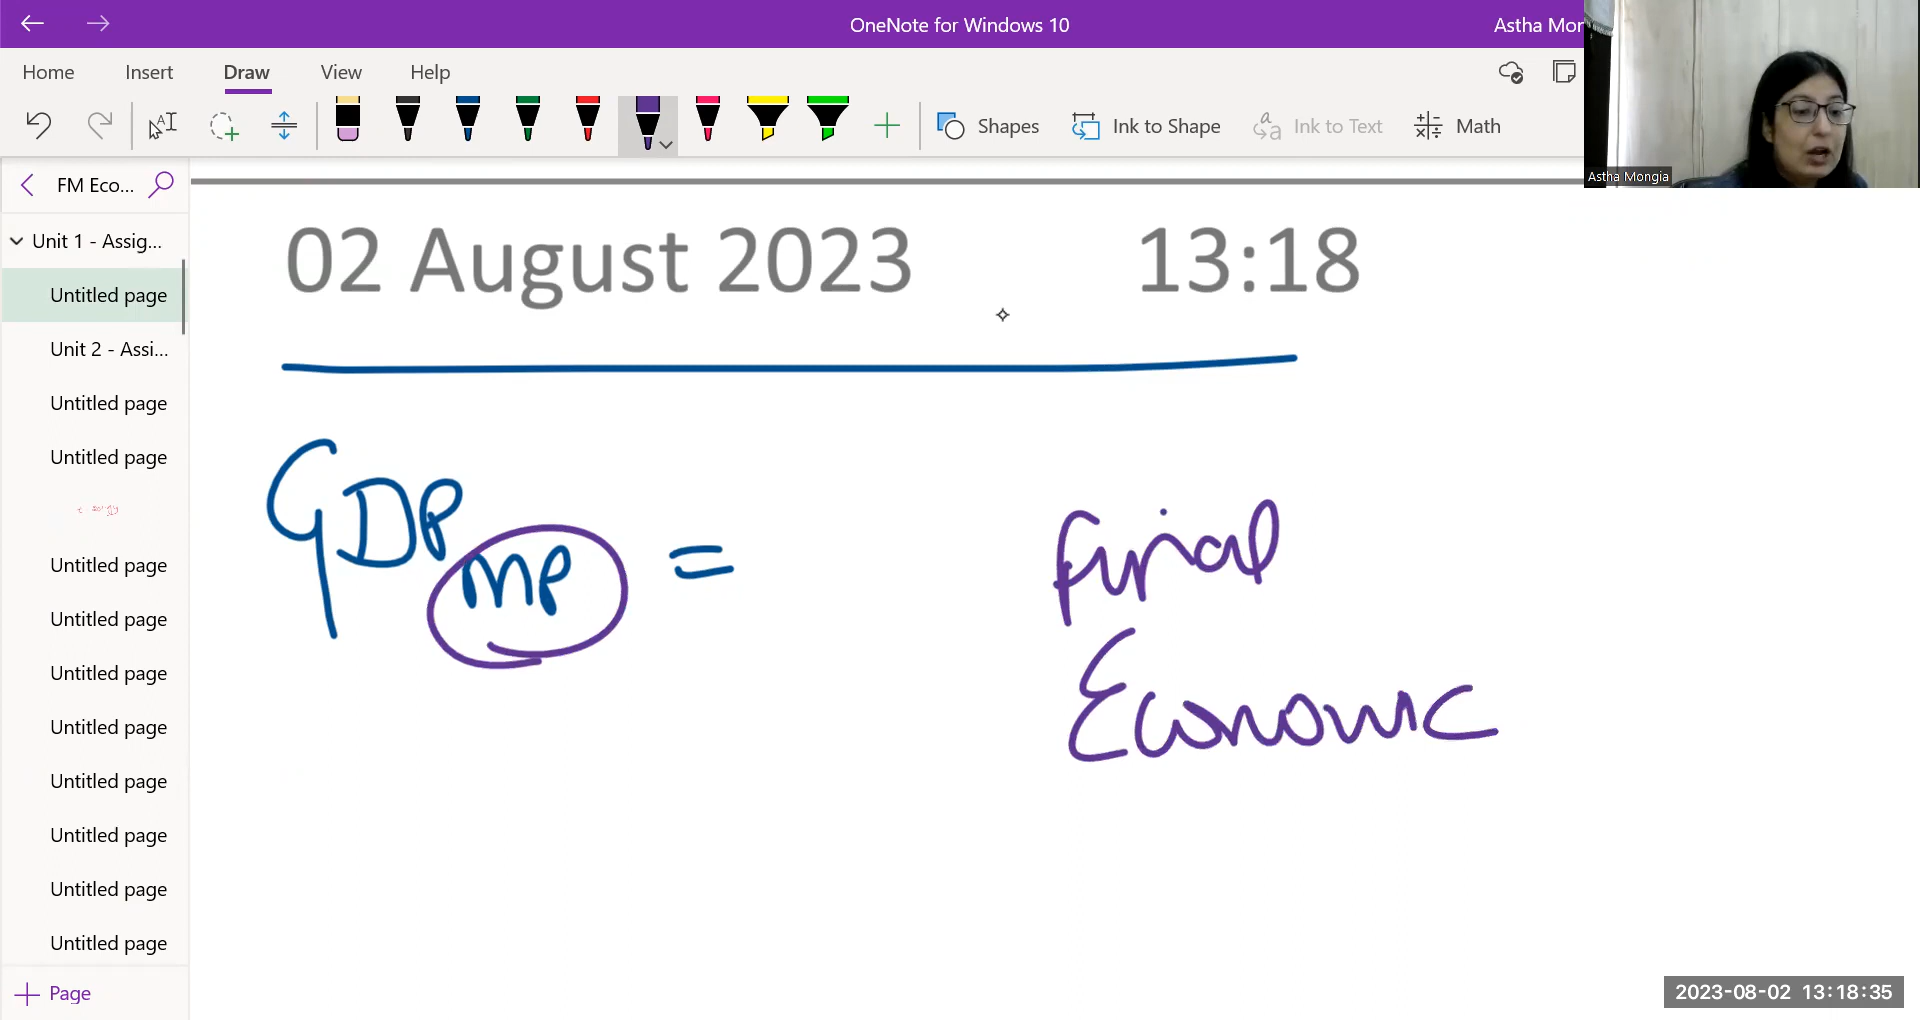 OneNote for Windows 10
Astha Mon
Home Insert Draw View Help
Shapes Ink to Shape Ink to Text Math
Astha Mongia
FM Eco...
Unit 1 - Assig...
Untitled page
Unit 2 - Assi...
Untitled page
Untitled page
Untitled page
Untitled page
Untitled page
Untitled page
Untitled page
Untitled page
Untitled page
Untitled page
Page
02 August 2023 13:18
GDP MP =
Final
Economic
2023-08-02 13:18:35